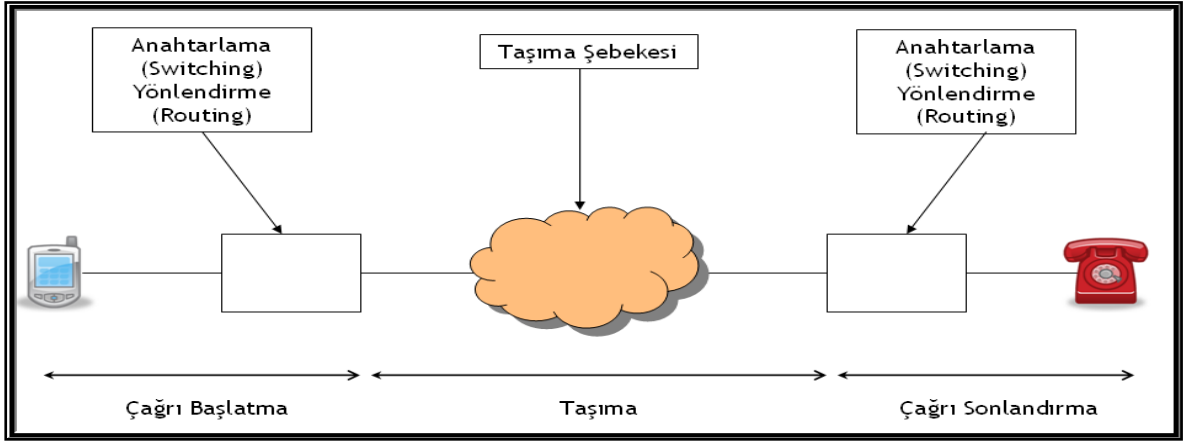 Anahtarlama
(Switching)
Yönlendirme
(Routing)
Taşıma Şebekesi
Anahtarlama
(Switching)
Yönlendirme
(Routing)
Çağrı Başlatma
Taşıma
Çağrı Sonlandırma